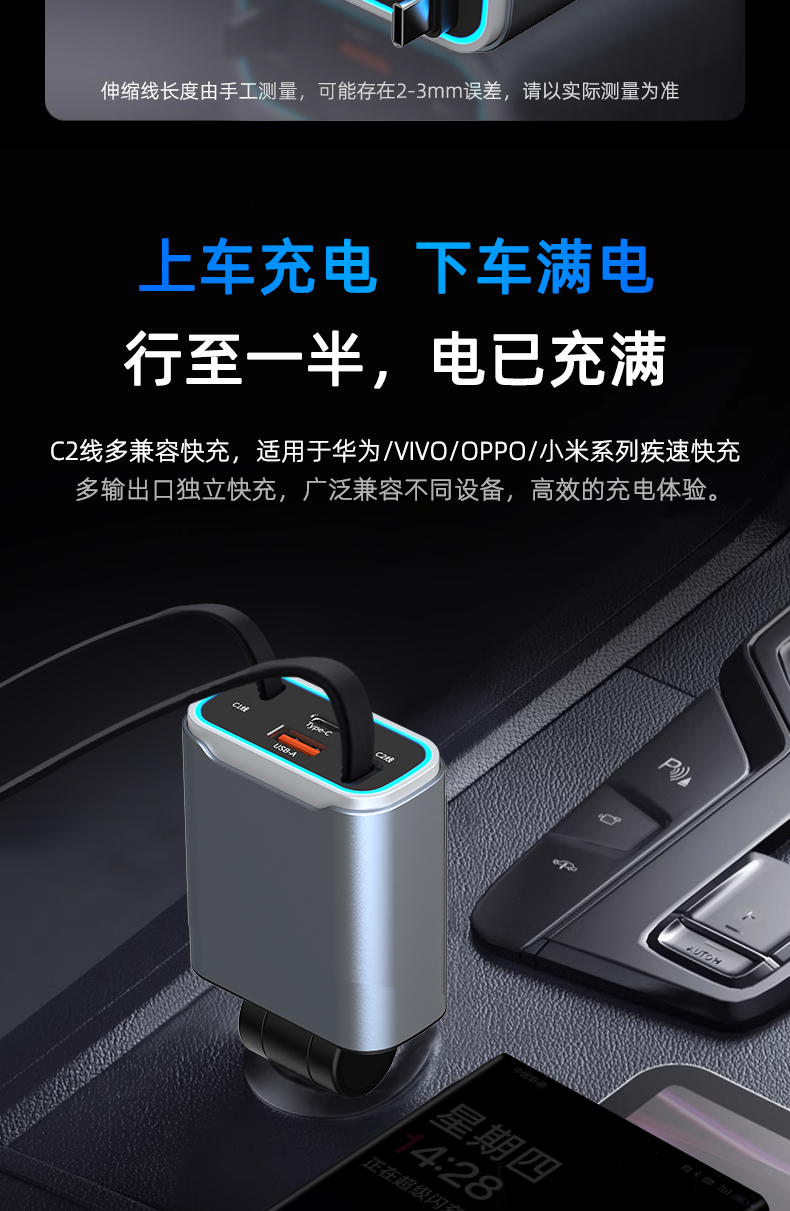 伸缩线长度由手工测量，可能存在2-3mm误差，请以实际测量为准
上车充电 下车满电
行至一半，电已充满
C2线多兼容快充，适用于华为/VIVO/OPPO/小米系列疾速快充
多输出口独立快充，广泛兼容不同设备，高效的充电体验。
C1线
Type-C
USB-A
C2线
P
AUTO H
星期四
14:28
正在超级闪充